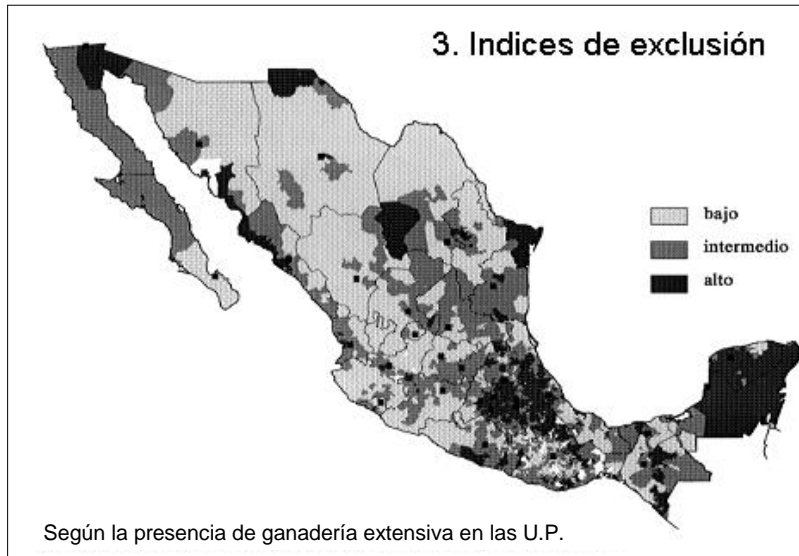 3. Indices de exclusión
bajo
intermedio
alto
Según la presencia de ganadería extensiva en las U.P.